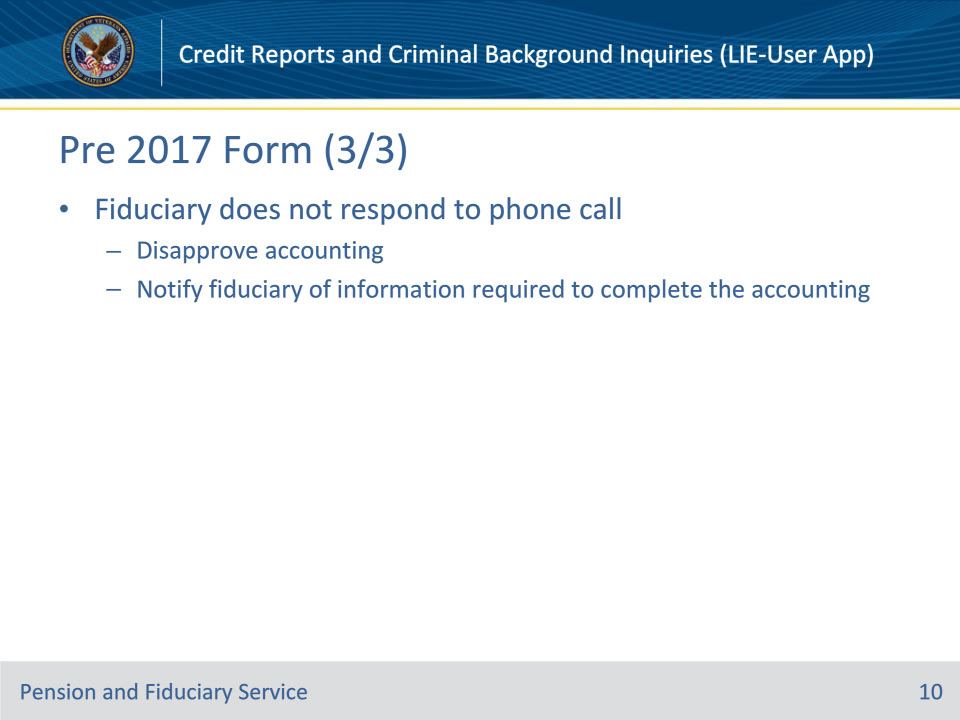 Credit Reports and Criminal Background Inquiries (LIE-User App)
Pre 2017 Form (3/3)
• Fiduciary does not respond to phone call
– Disapprove accounting
– Notify fiduciary of information required to complete the accounting
Pension and Fiduciary Service
10